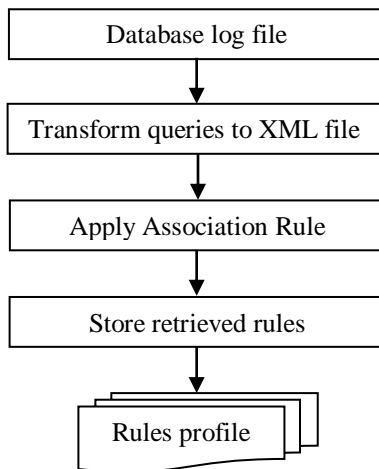 Database log file
Transform queries to XML file
Apply Association Rule
Store retrieved rules
Rules profile